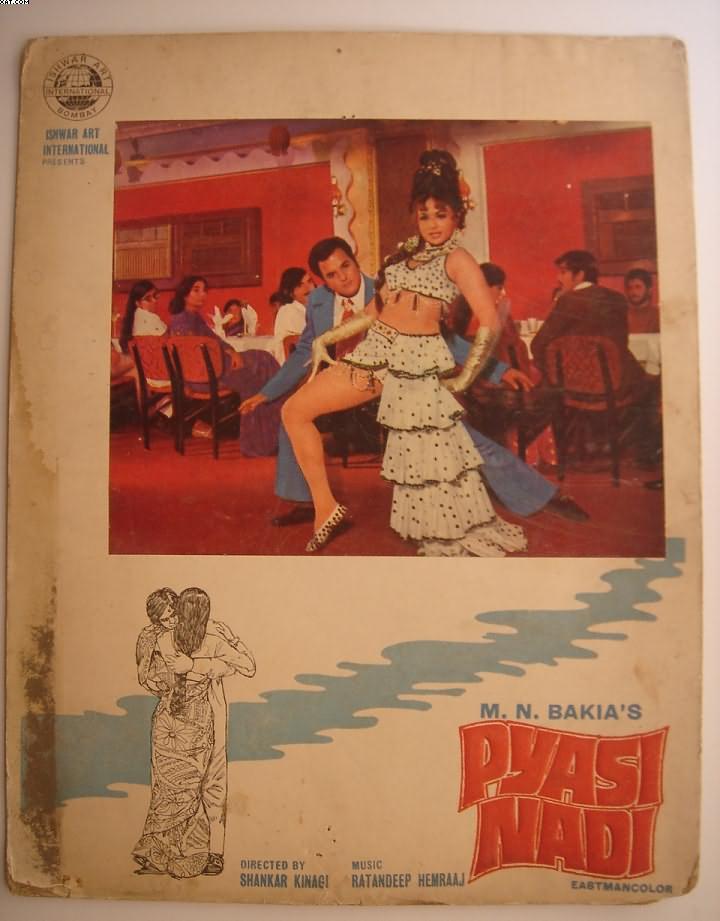 ISHWAR ART
INTERNATIONAL
BOMBAY
ISHWAR ART
INTERNATIONAL
PRESENTS
M. N. BAKIA'S
PYASI
NADI
DIRECTED BY
SHANKAR KINAGI
MUSIC
RATANDEEP HEMRAAJ
EASTMANCOLOR